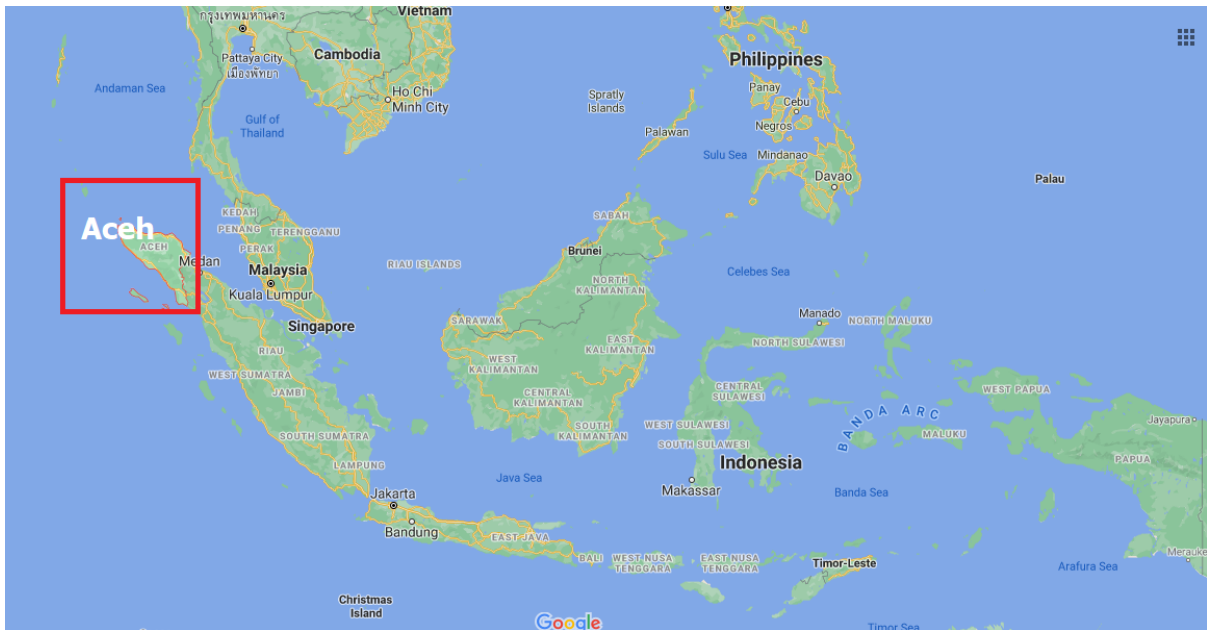 กรุงเทพมหานคร
Vietnam
Cambodia
Pattaya City
เมืองพัทยา
Andaman Sea
Ho Chi
Minh City
Gulf of
Thailand
Philippines
Panay
Cebu
Negros
Spratly
Islands
Palawan
Sulu Sea
Mindanao
Davao
Palau
Aceh
ACEH
Medan
KEDAH
PENANG
TERENGGANU
PERAK
Malaysia
Kuala Lumpur
RIAU ISLANDS
Singapore
SABAH
Brunei
NORTH
KALIMANTAN
Celebes Sea
SARAWAK
EAST
KALIMANTAN
WEST
KALIMANTAN
CENTRAL
KALIMANTAN
SOUTH
KALIMANTAN
Manado
NORTH MALUKU
NORTH SULAWESI
CENTRAL
SULAWESI
WEST SULAWESI
SOUTH SULAWESI
Indonesia
Makassar
BANDA ARC
MALUKU
WEST PAPUA
Jayapura
PAPUA
RIAU
WEST SUMATRA
JAMBI
SOUTH SUMATRA
LAMPUNG
Java Sea
Banda Sea
Jakarta
Bandung
EAST JAVA
BALI
WEST NUSA
TENGGARA
EAST NUSA
TENGGARA
Timor-Leste
Arafura Sea
Merauke
Christmas
Island
Google
Timor Sea